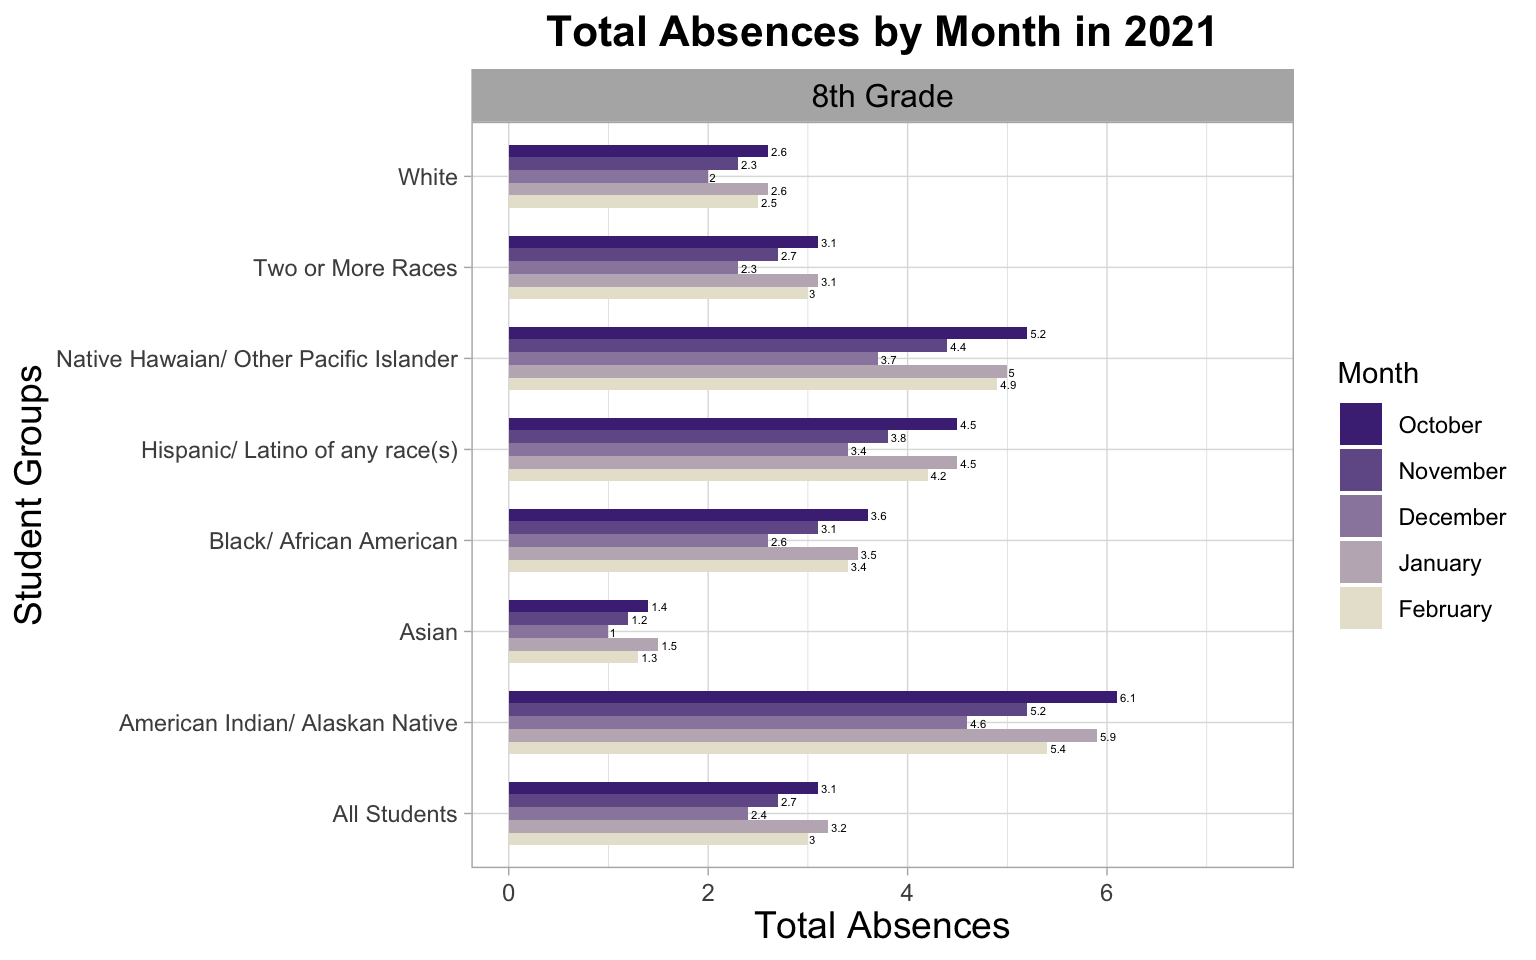 Total Absences by Month in 2021
8th Grade
White
2.6
2.3
2
2.6
2.5
Two or More Races
3.1
2.7
2.3
3.1
3
Native Hawaian/ Other Pacific Islander
5.2
4.4
3.7
5
4.9
Hispanic/ Latino of any race(s)
4.5
3.8
3.4
4.5
4.2
Black/ African American
3.6
3.1
2.6
3.5
3.4
Asian
1.4
1.2
1
1.5
1.3
American Indian/ Alaskan Native
6.1
5.2
4.6
5.9
5.4
All Students
3.1
2.7
2.4
3.2
3
0 2 4 6
Total Absences
Student Groups
Month
October
November
December
January
February